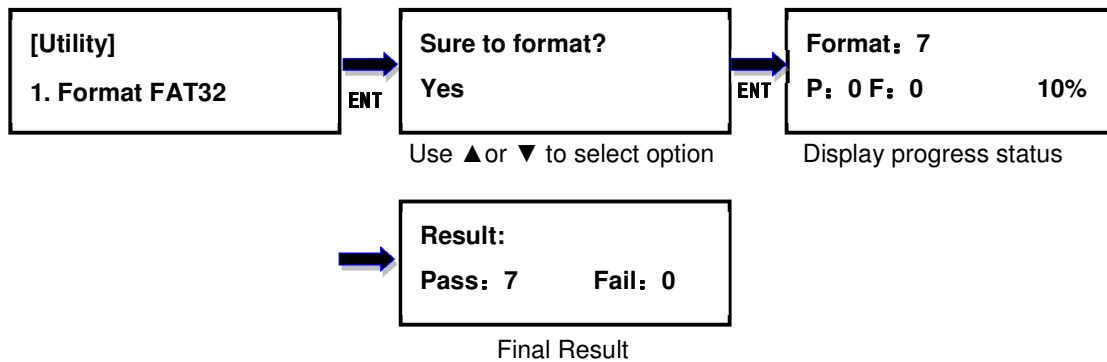 [Utility]
1. Format FAT32
ENT
Sure to format?
Yes
Use ▲or ▼ to select option
ENT
Format：7
P：0 F：0 10%
Display progress status
Result:
Pass：7 Fail：0
Final Result